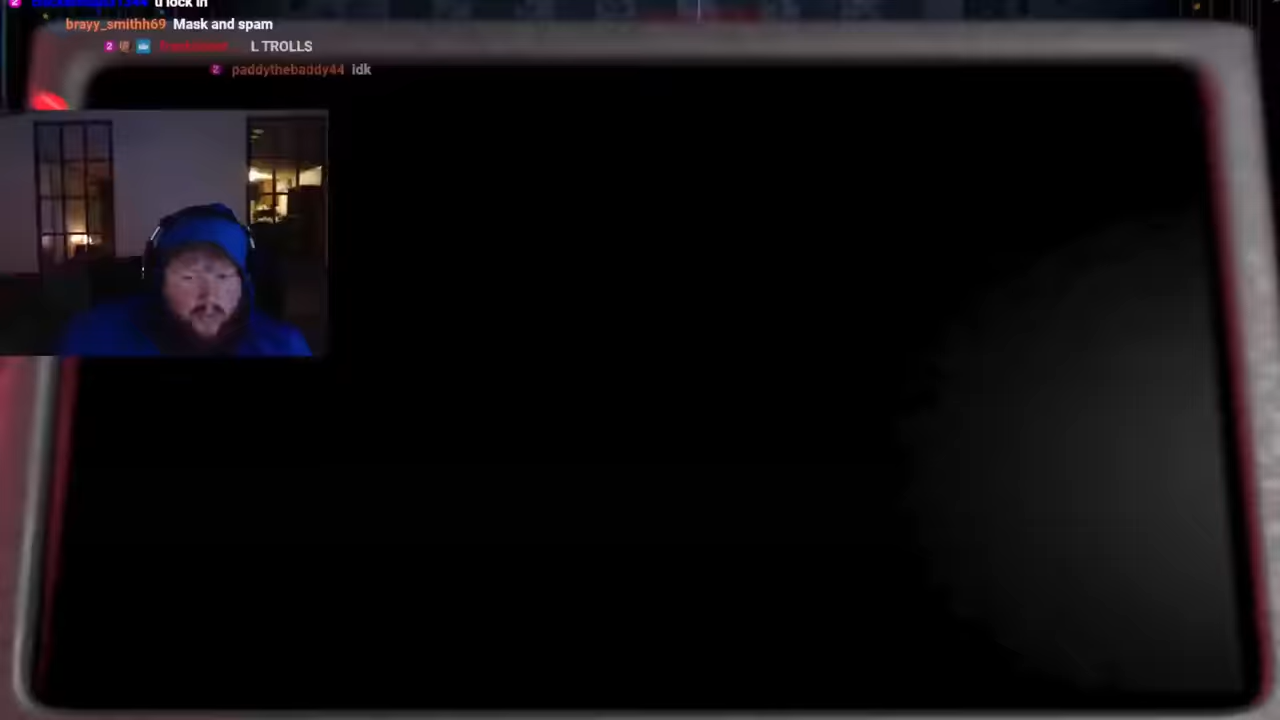 u lock in
brayy_smithh69 Mask and spam
L TROLLS
paddythebaddy44 idk